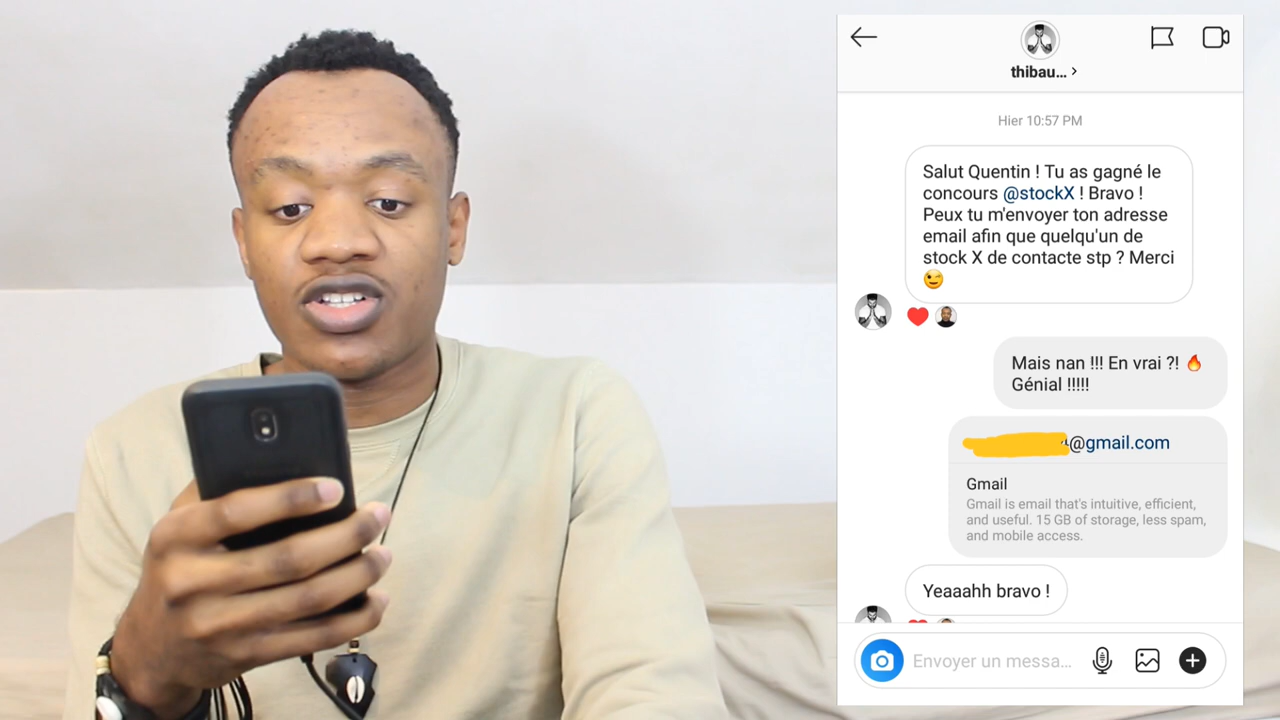 thibau...
Hier 10:57 PM
Salut Quentin ! Tu as gagné le
concours @stockX ! Bravo !
Peux tu m'envoyer ton adresse
email afin que quelqu'un de
stock X de contacte stp ? Merci
😉
Mais nan !!! En vrai ?! 🔥
Génial !!!!!
@gmail.com
Gmail
Gmail is email that's intuitive, efficient,
and useful. 15 GB of storage, less spam,
and mobile access.
Yeaaahh bravo !
Envoyer un messa...